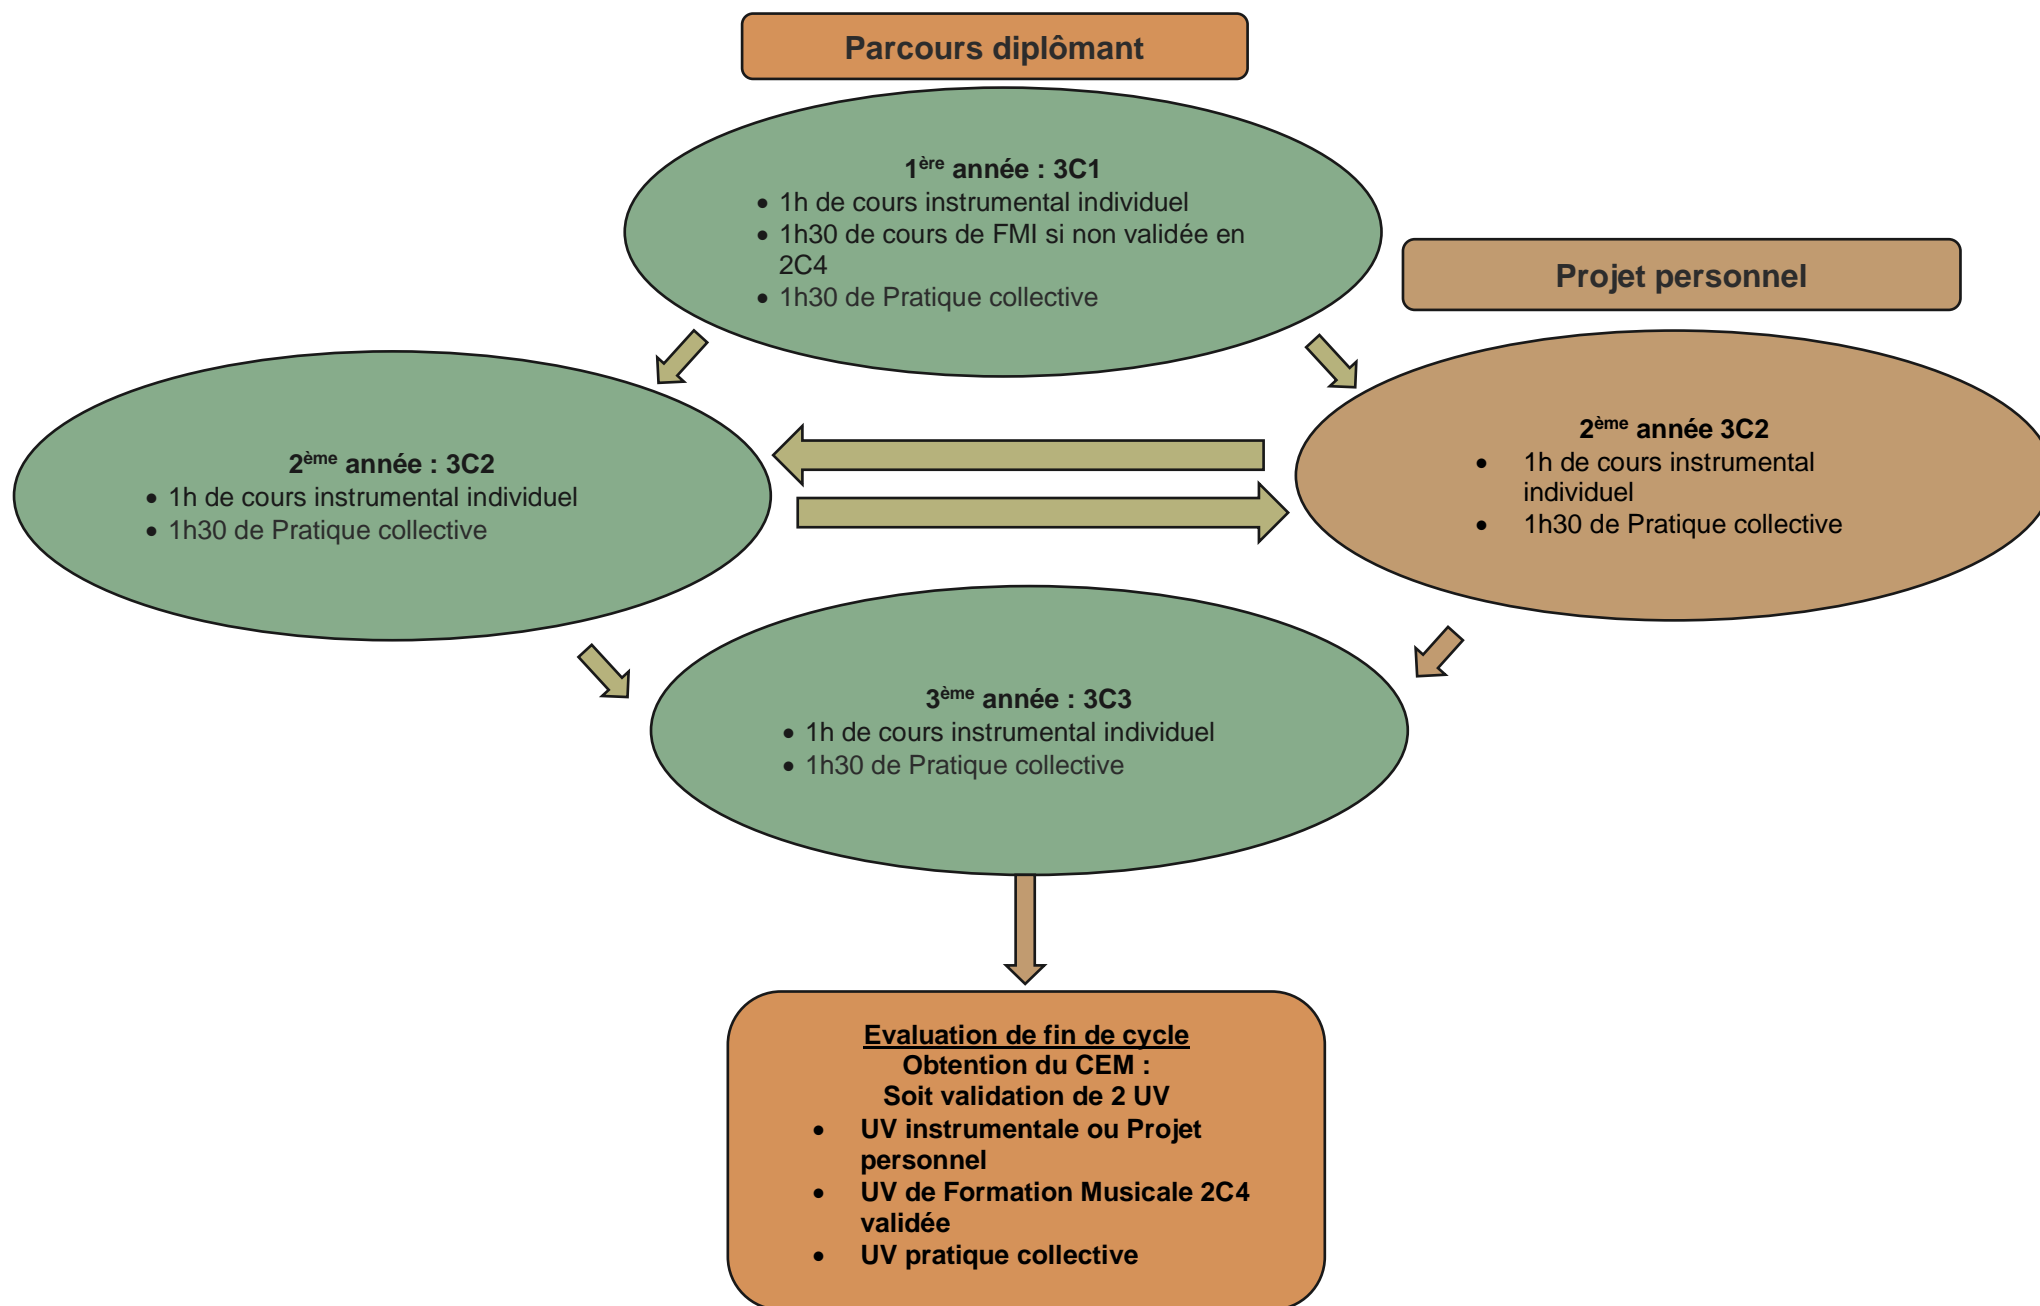 Parcours diplômant
1ère année : 3C1
• 1h de cours instrumental individuel
• 1h30 de cours de FMI si non validée en
2C4
• 1h30 de Pratique collective
Projet personnel
2ème année : 3C2
• 1h de cours instrumental individuel
• 1h30 de Pratique collective
2ème année 3C2
• 1h de cours instrumental
individuel
• 1h30 de Pratique collective
3ème année : 3C3
• 1h de cours instrumental individuel
• 1h30 de Pratique collective
Evaluation de fin de cycle
Obtention du CEM :
Soit validation de 2 UV
• UV instrumentale ou Projet
personnel
• UV de Formation Musicale 2C4
validée
• UV pratique collective